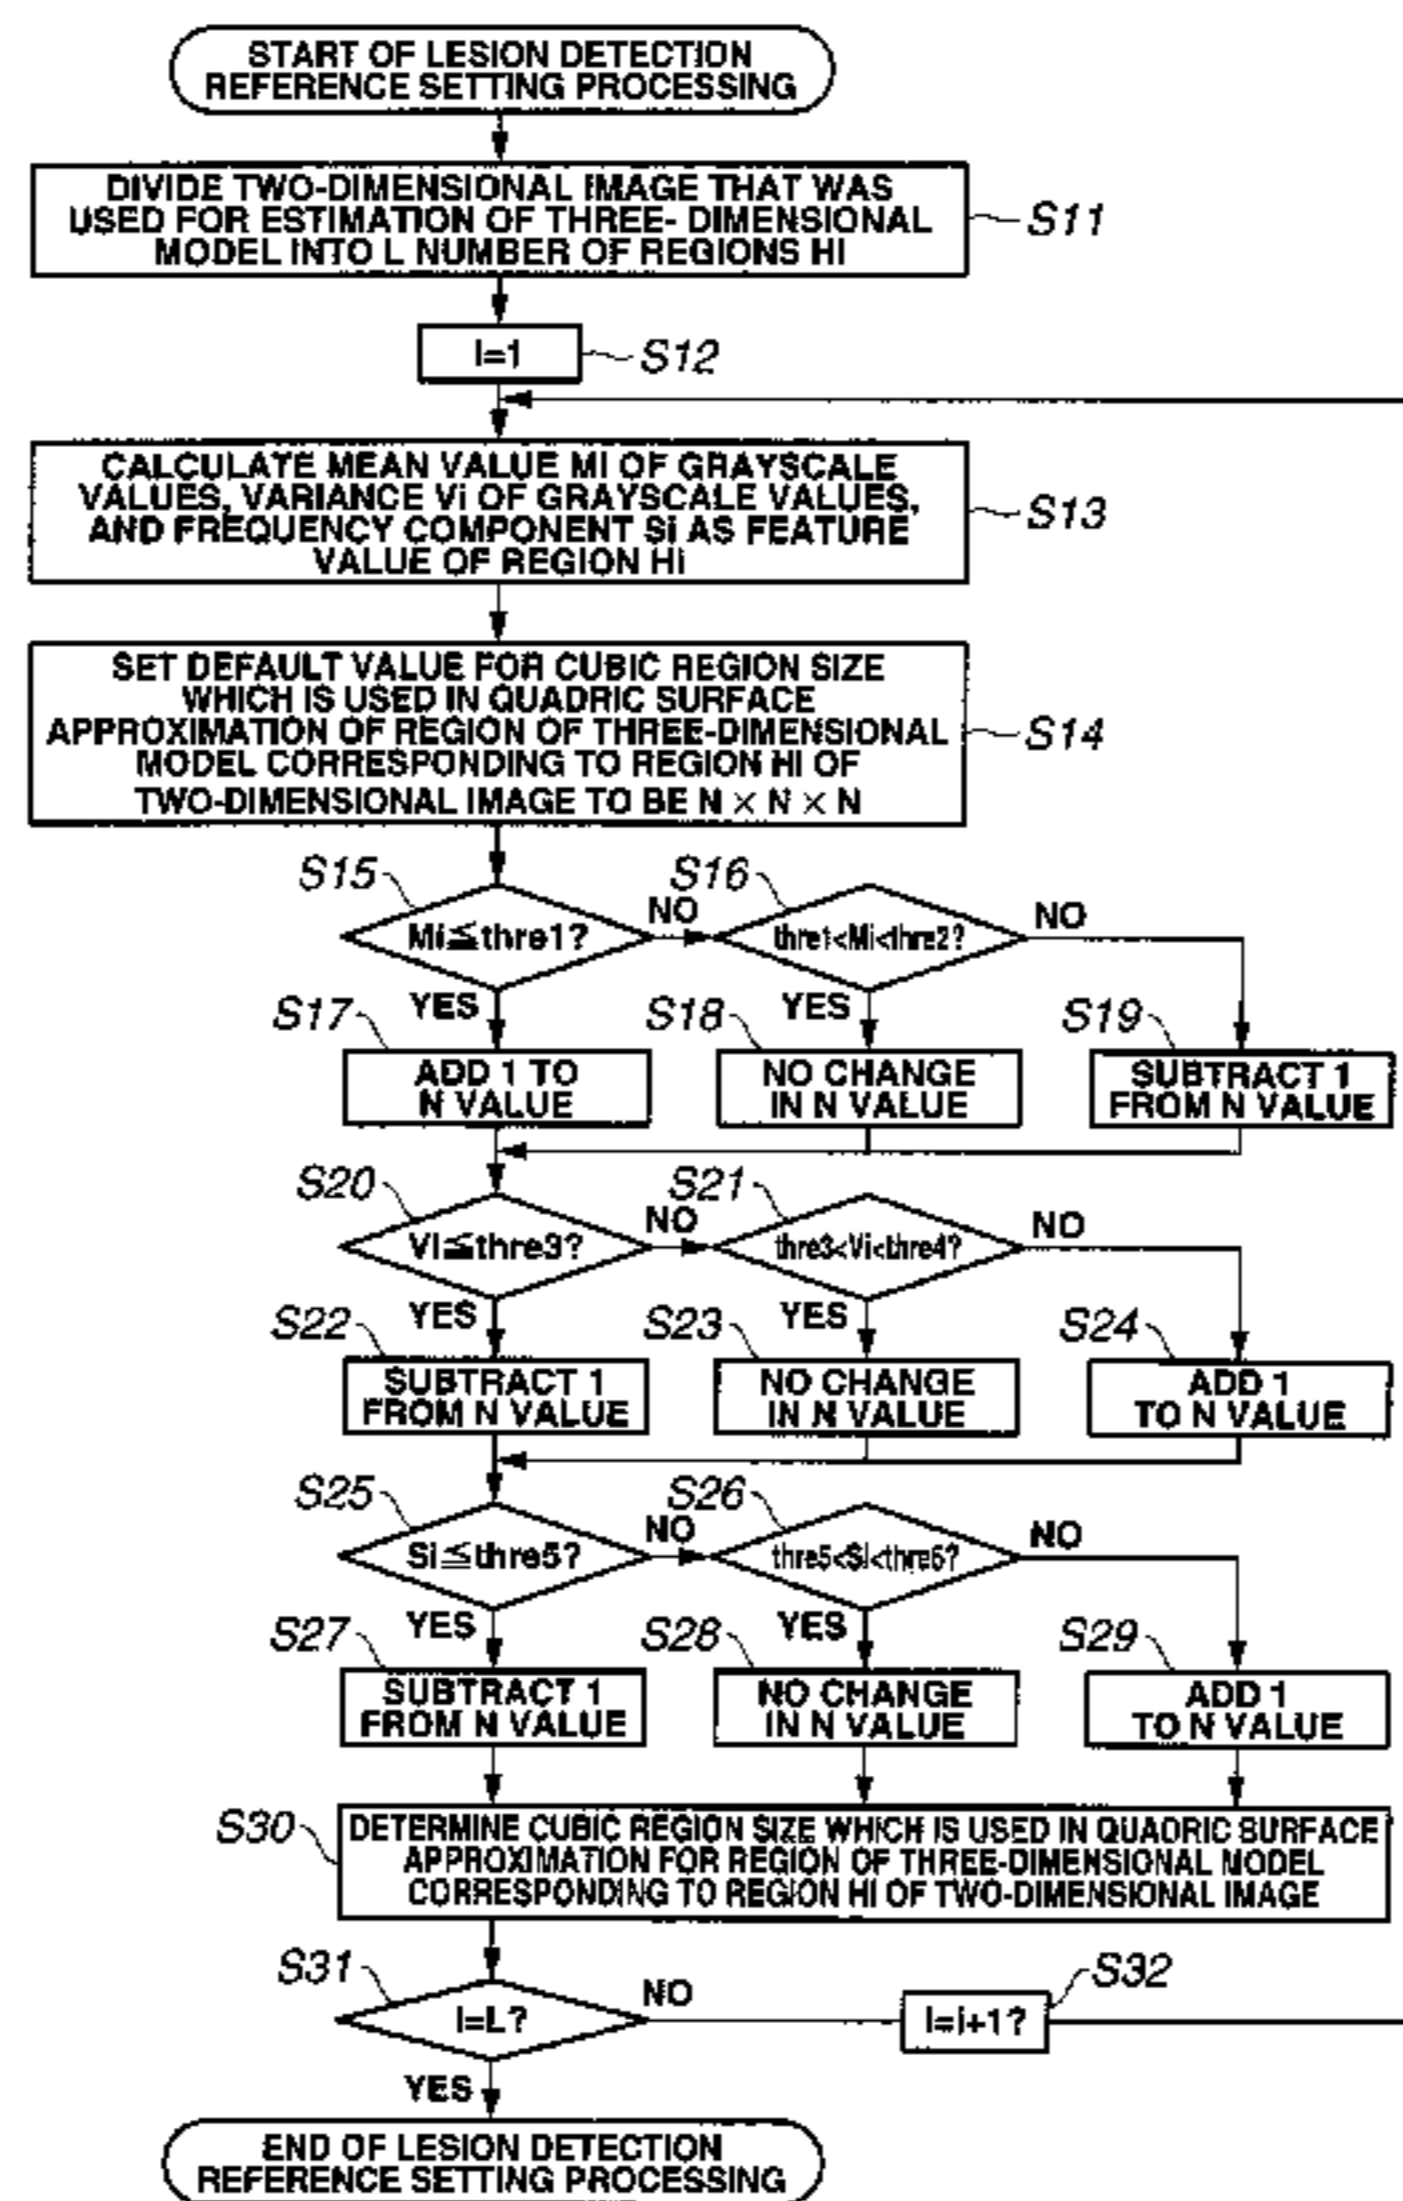 START OF LESION DETECTION
REFERENCE SETTING PROCESSING
DIVIDE TWO-DIMENSIONAL IMAGE THAT WAS
USED FOR ESTIMATION OF THREE- DIMENSIONAL
MODEL INTO L NUMBER OF REGIONS Hi
S11
i=1
S12
CALCULATE MEAN VALUE Mi OF GRAYSCALE
VALUES, VARIANCE Vi OF GRAYSCALE VALUES,
AND FREQUENCY COMPONENT Si AS FEATURE
VALUE OF REGION Hi
S13
SET DEFAULT VALUE FOR CUBIC REGION SIZE
WHICH IS USED IN QUADRIC SURFACE
APPROXIMATION OF REGION OF THREE-DIMENSIONAL
MODEL CORRESPONDING TO REGION Hi OF
TWO-DIMENSIONAL IMAGE TO BE N × N × N
S14
S15
Mi≦thre1?
NO
S16
thre1<Mi<thre2?
NO
YES
YES
S17
ADD 1 TO
N VALUE
S18
NO CHANGE
IN N VALUE
S19
SUBTRACT 1
FROM N VALUE
S20
Vi≦thre3?
NO
S21
thre3<Vi<thre4?
NO
YES
YES
S22
SUBTRACT 1
FROM N VALUE
S23
NO CHANGE
IN N VALUE
S24
ADD 1
TO N VALUE
S25
Si≦thre5?
NO
S26
thre5<Si<thre6?
NO
YES
YES
S27
SUBTRACT 1
FROM N VALUE
S28
NO CHANGE
IN N VALUE
S29
ADD 1
TO N VALUE
S30
DETERMINE CUBIC REGION SIZE WHICH IS USED IN QUADRIC SURFACE
APPROXIMATION FOR REGION OF THREE-DIMENSIONAL MODEL
CORRESPONDING TO REGION Hi OF TWO-DIMENSIONAL IMAGE
S31
i=L?
NO
S32
i=i+1?
YES
END OF LESION DETECTION
REFERENCE SETTING PROCESSING